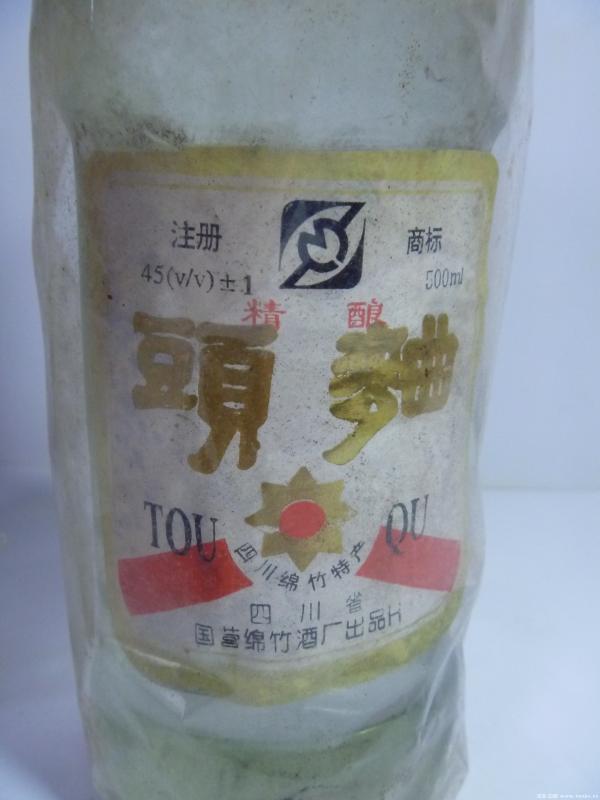 注册 商标
45(v/v)±1 500ml
精 酿
頭 麯
TOU QU
四川绵竹特产
四川省
国营绵竹酒厂出品